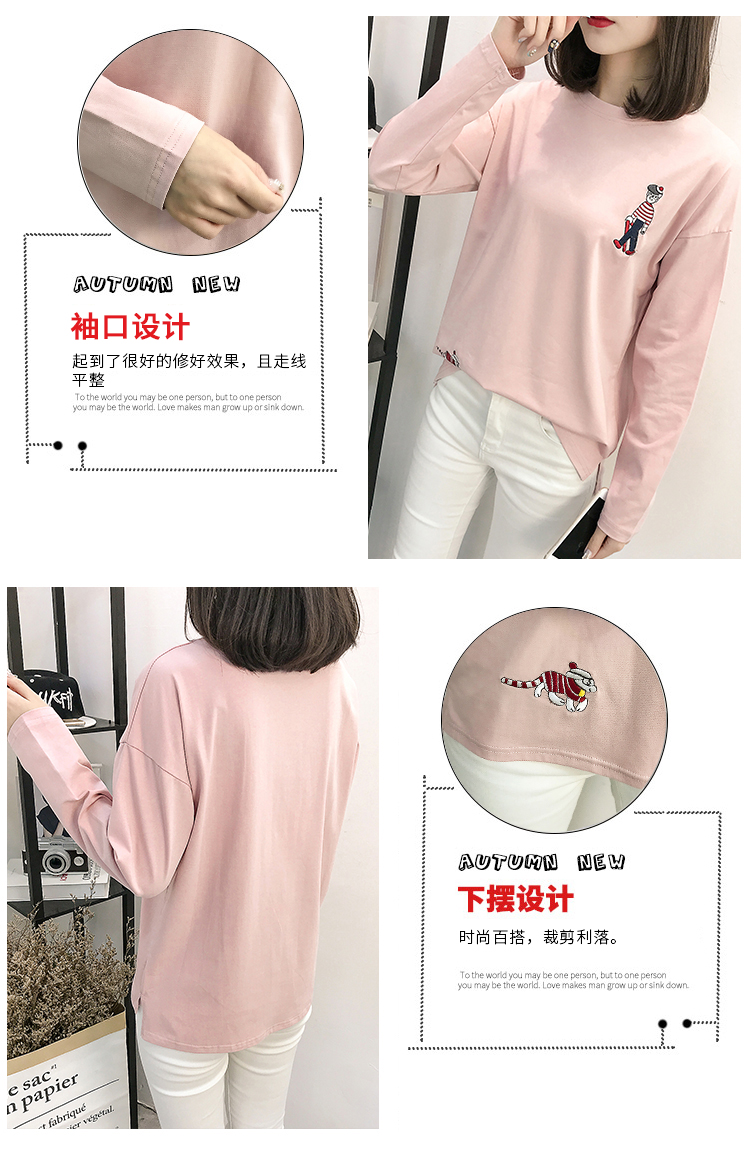 AUTUMN NEW
袖口设计
起到了很好的修好效果，且走线
平整
To the world you may be one person, but to one person
you may be the world. Love makes man grow up or sink down.
UKFIT
AUTUMN NEW
下摆设计
时尚百搭，裁剪利落。
To the world you may be one person, but to one person
you may be the world. Love makes man grow up or sink down.
e sac
papier
fabriqué
papier végétal.